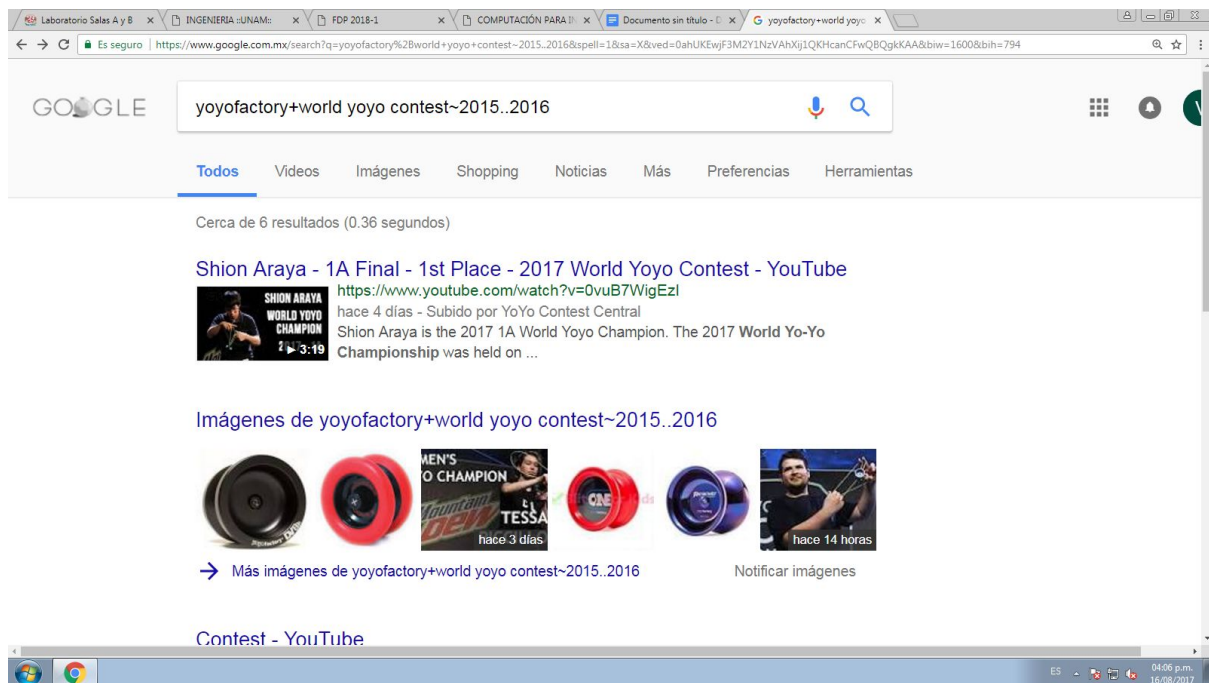 Laboratorio Salas A y B
INGENIERIA ::UNAM::
FDP 2018-1
COMPUTACIÓN PARA IN
Documento sin título - D
yoyofactory+world yoyo
Es seguro
https://www.google.com.mx/search?q=yoyofactory%2Bworld+yoyo+contest~2015..2016&spell=1&sa=X&ved=0ahUKEwjF3M2Y1NzVAhXij1QKHcanCFwQBQgkKAA&biw=1600&bih=794
GOOGLE
yoyofactory+world yoyo contest~2015..2016
Todos Videos Imágenes Shopping Noticias Más Preferencias Herramientas
Cerca de 6 resultados (0.36 segundos)
Shion Araya - 1A Final - 1st Place - 2017 World Yoyo Contest - YouTube
SHION ARAYA
WORLD YOYO
CHAMPION
3:19
https://www.youtube.com/watch?v=0vuB7WigEzI
hace 4 días - Subido por YoYo Contest Central
Shion Araya is the 2017 1A World Yoyo Champion. The 2017 World Yo-Yo
Championship was held on ...
Imágenes de yoyofactory+world yoyo contest~2015..2016
MEN'S
O CHAMPION
Mountain
Dew
TESSA
hace 3 días
ONE
hace 14 horas
Más imágenes de yoyofactory+world yoyo contest~2015..2016
Notificar imágenes
Contest - YouTube
ES
04:06 p.m.
16/08/2017